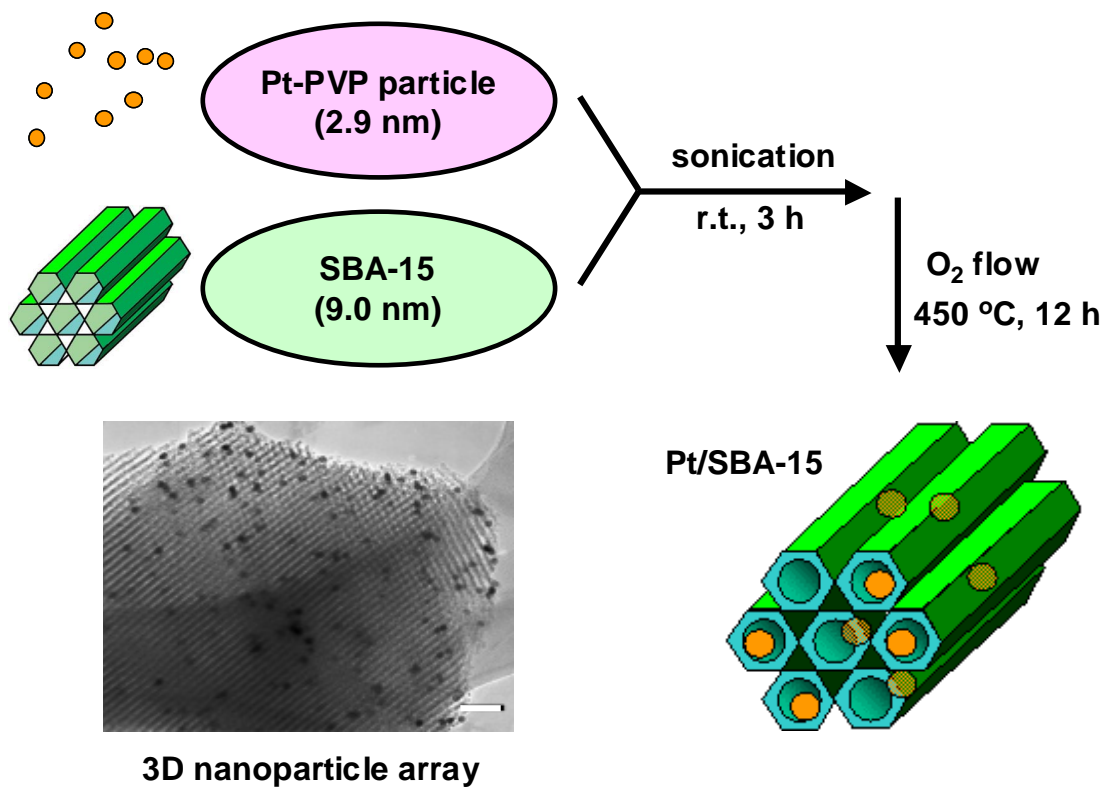 Pt-PVP particle
(2.9 nm)
SBA-15
(9.0 nm)
sonication
r.t., 3 h
O₂ flow
450 ºC, 12 h
Pt/SBA-15
3D nanoparticle array